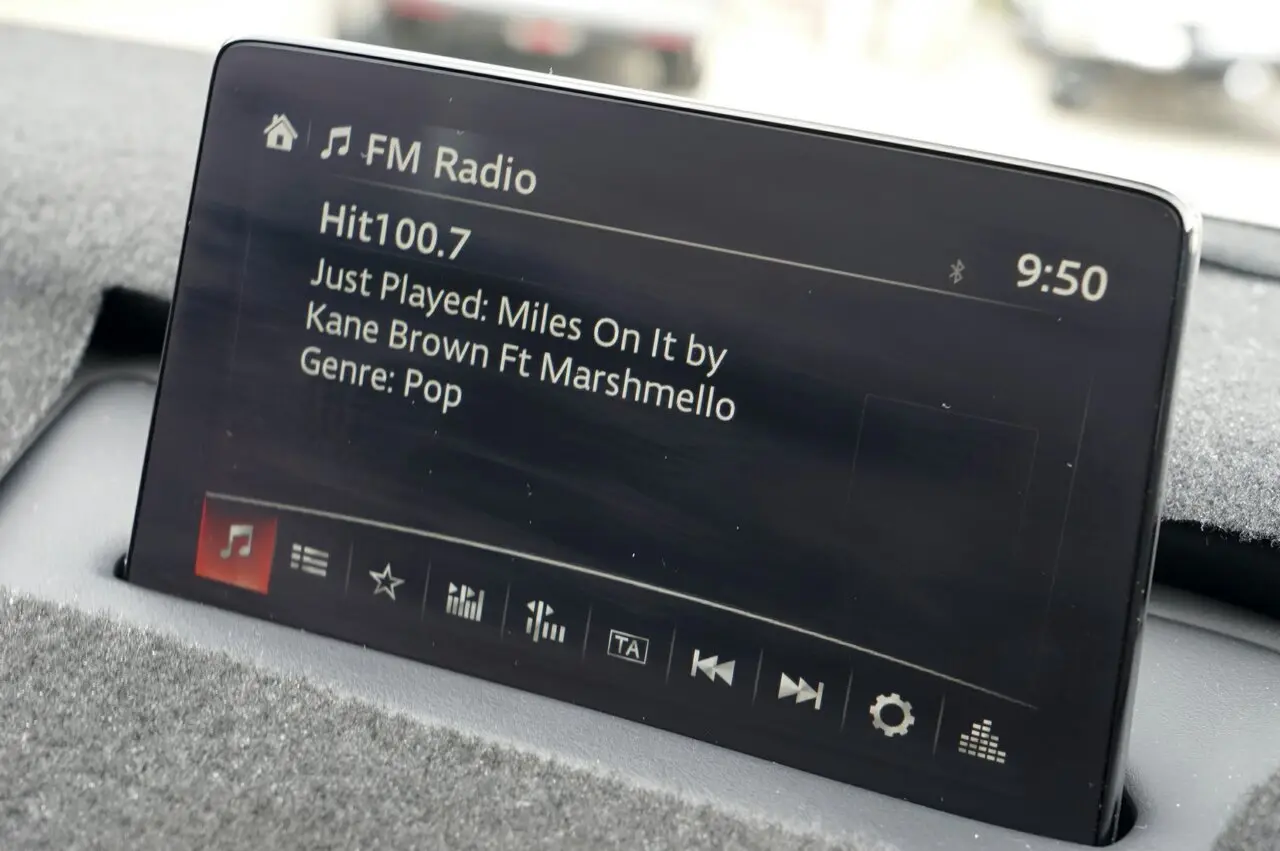 FM Radio
Hit100.7
9:50
Just Played: Miles On It by
Kane Brown Ft Marshmello
Genre: Pop
TA